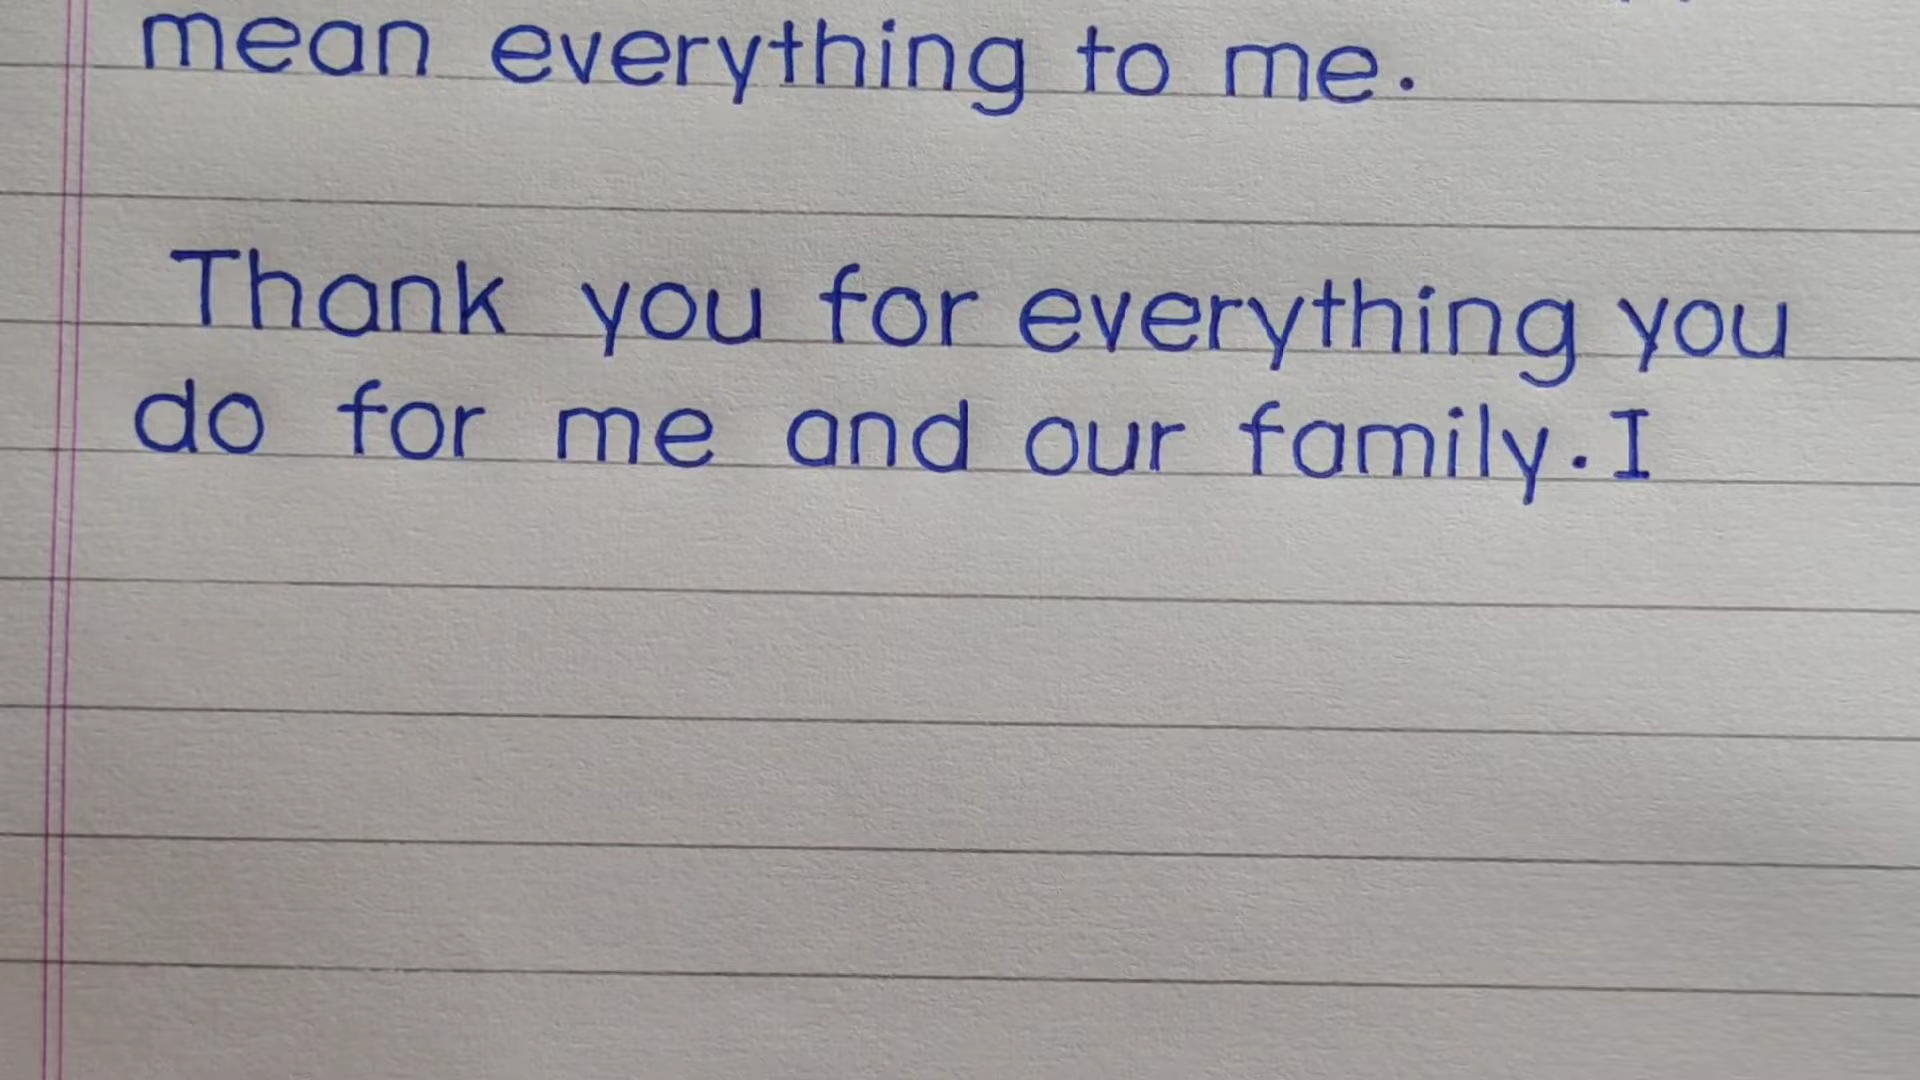 mean everything to me.
Thank you for everything you
do for me and our family. I